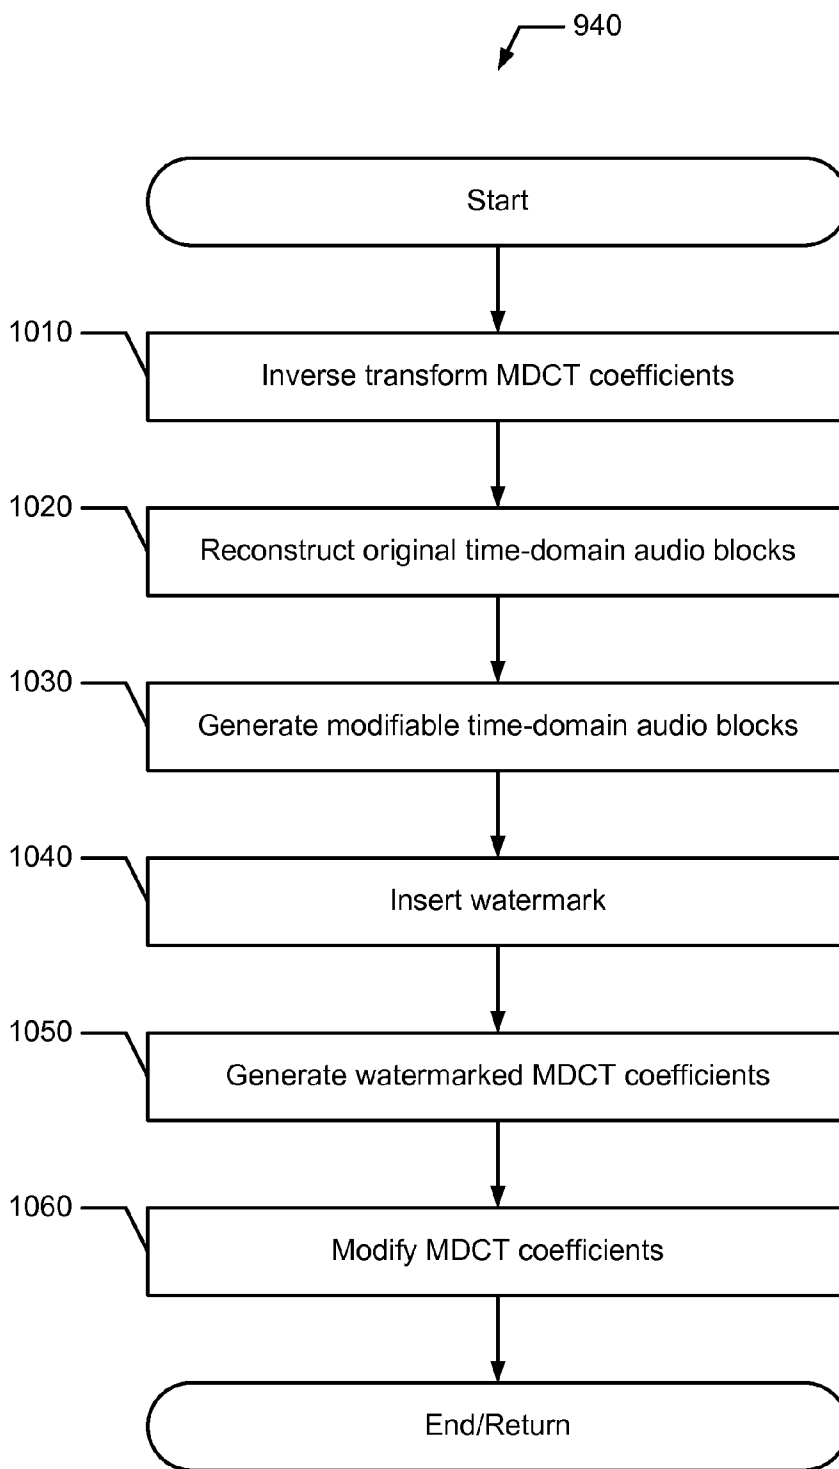 940
Start
1010
Inverse transform MDCT coefficients
1020
Reconstruct original time-domain audio blocks
1030
Generate modifiable time-domain audio blocks
1040
Insert watermark
1050
Generate watermarked MDCT coefficients
1060
Modify MDCT coefficients
End/Return